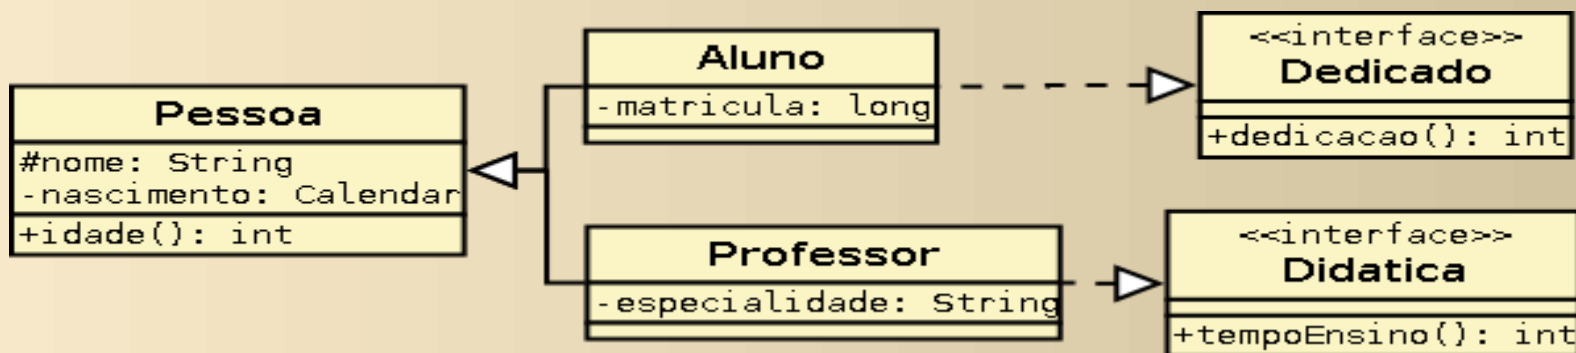 Pessoa
#nome: String
-nascimento: Calendar
+idade(): int
Aluno
-matricula: long
Professor
-especialidade: String
<<interface>>
Dedicado
+dedicacao(): int
<<interface>>
Didatica
+tempoEnsino(): int